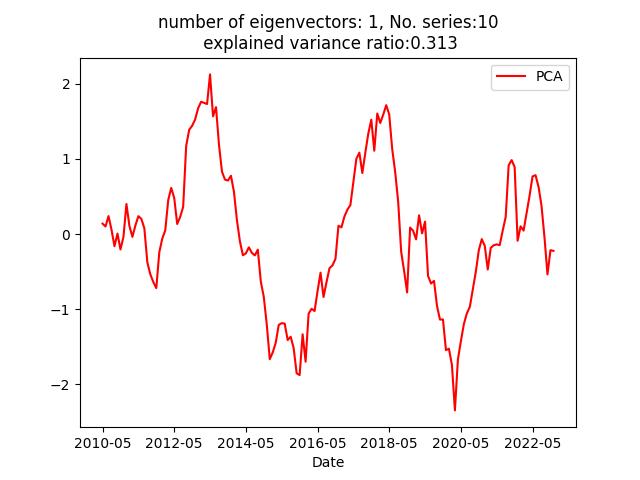 number of eigenvectors: 1, No. series:10
explained variance ratio:0.313
PCA
2
1
0
−1
−2
2010-05 2012-05 2014-05 2016-05 2018-05 2020-05 2022-05
Date